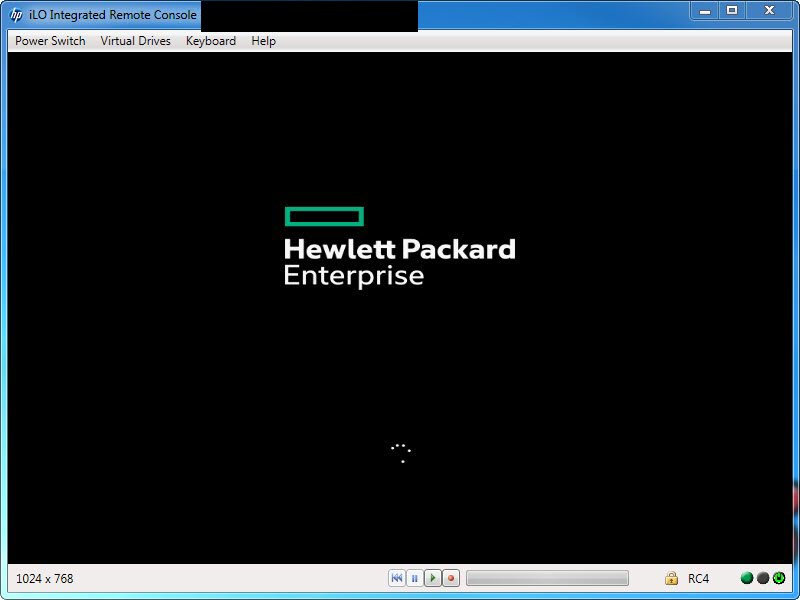 hp iLO Integrated Remote Console
Power Switch Virtual Drives Keyboard Help
Hewlett Packard
Enterprise
1024 x 768 RC4